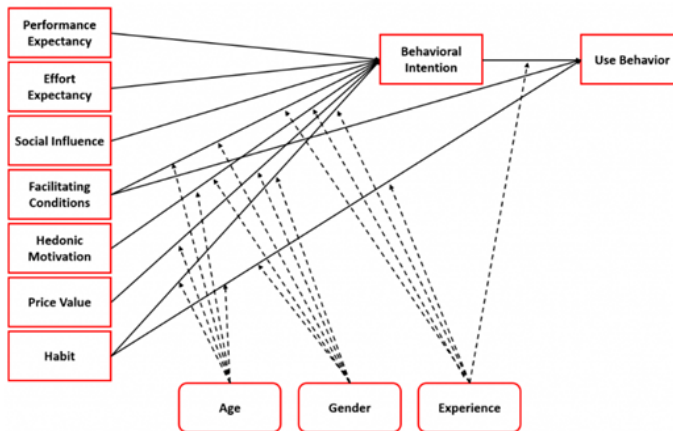 Performance
Expectancy
Behavioral
Intention
Use Behavior
Effort
Expectancy
Social Influence
Facilitating
Conditions
Hedonic
Motivation
Price Value
Habit
Age
Gender
Experience